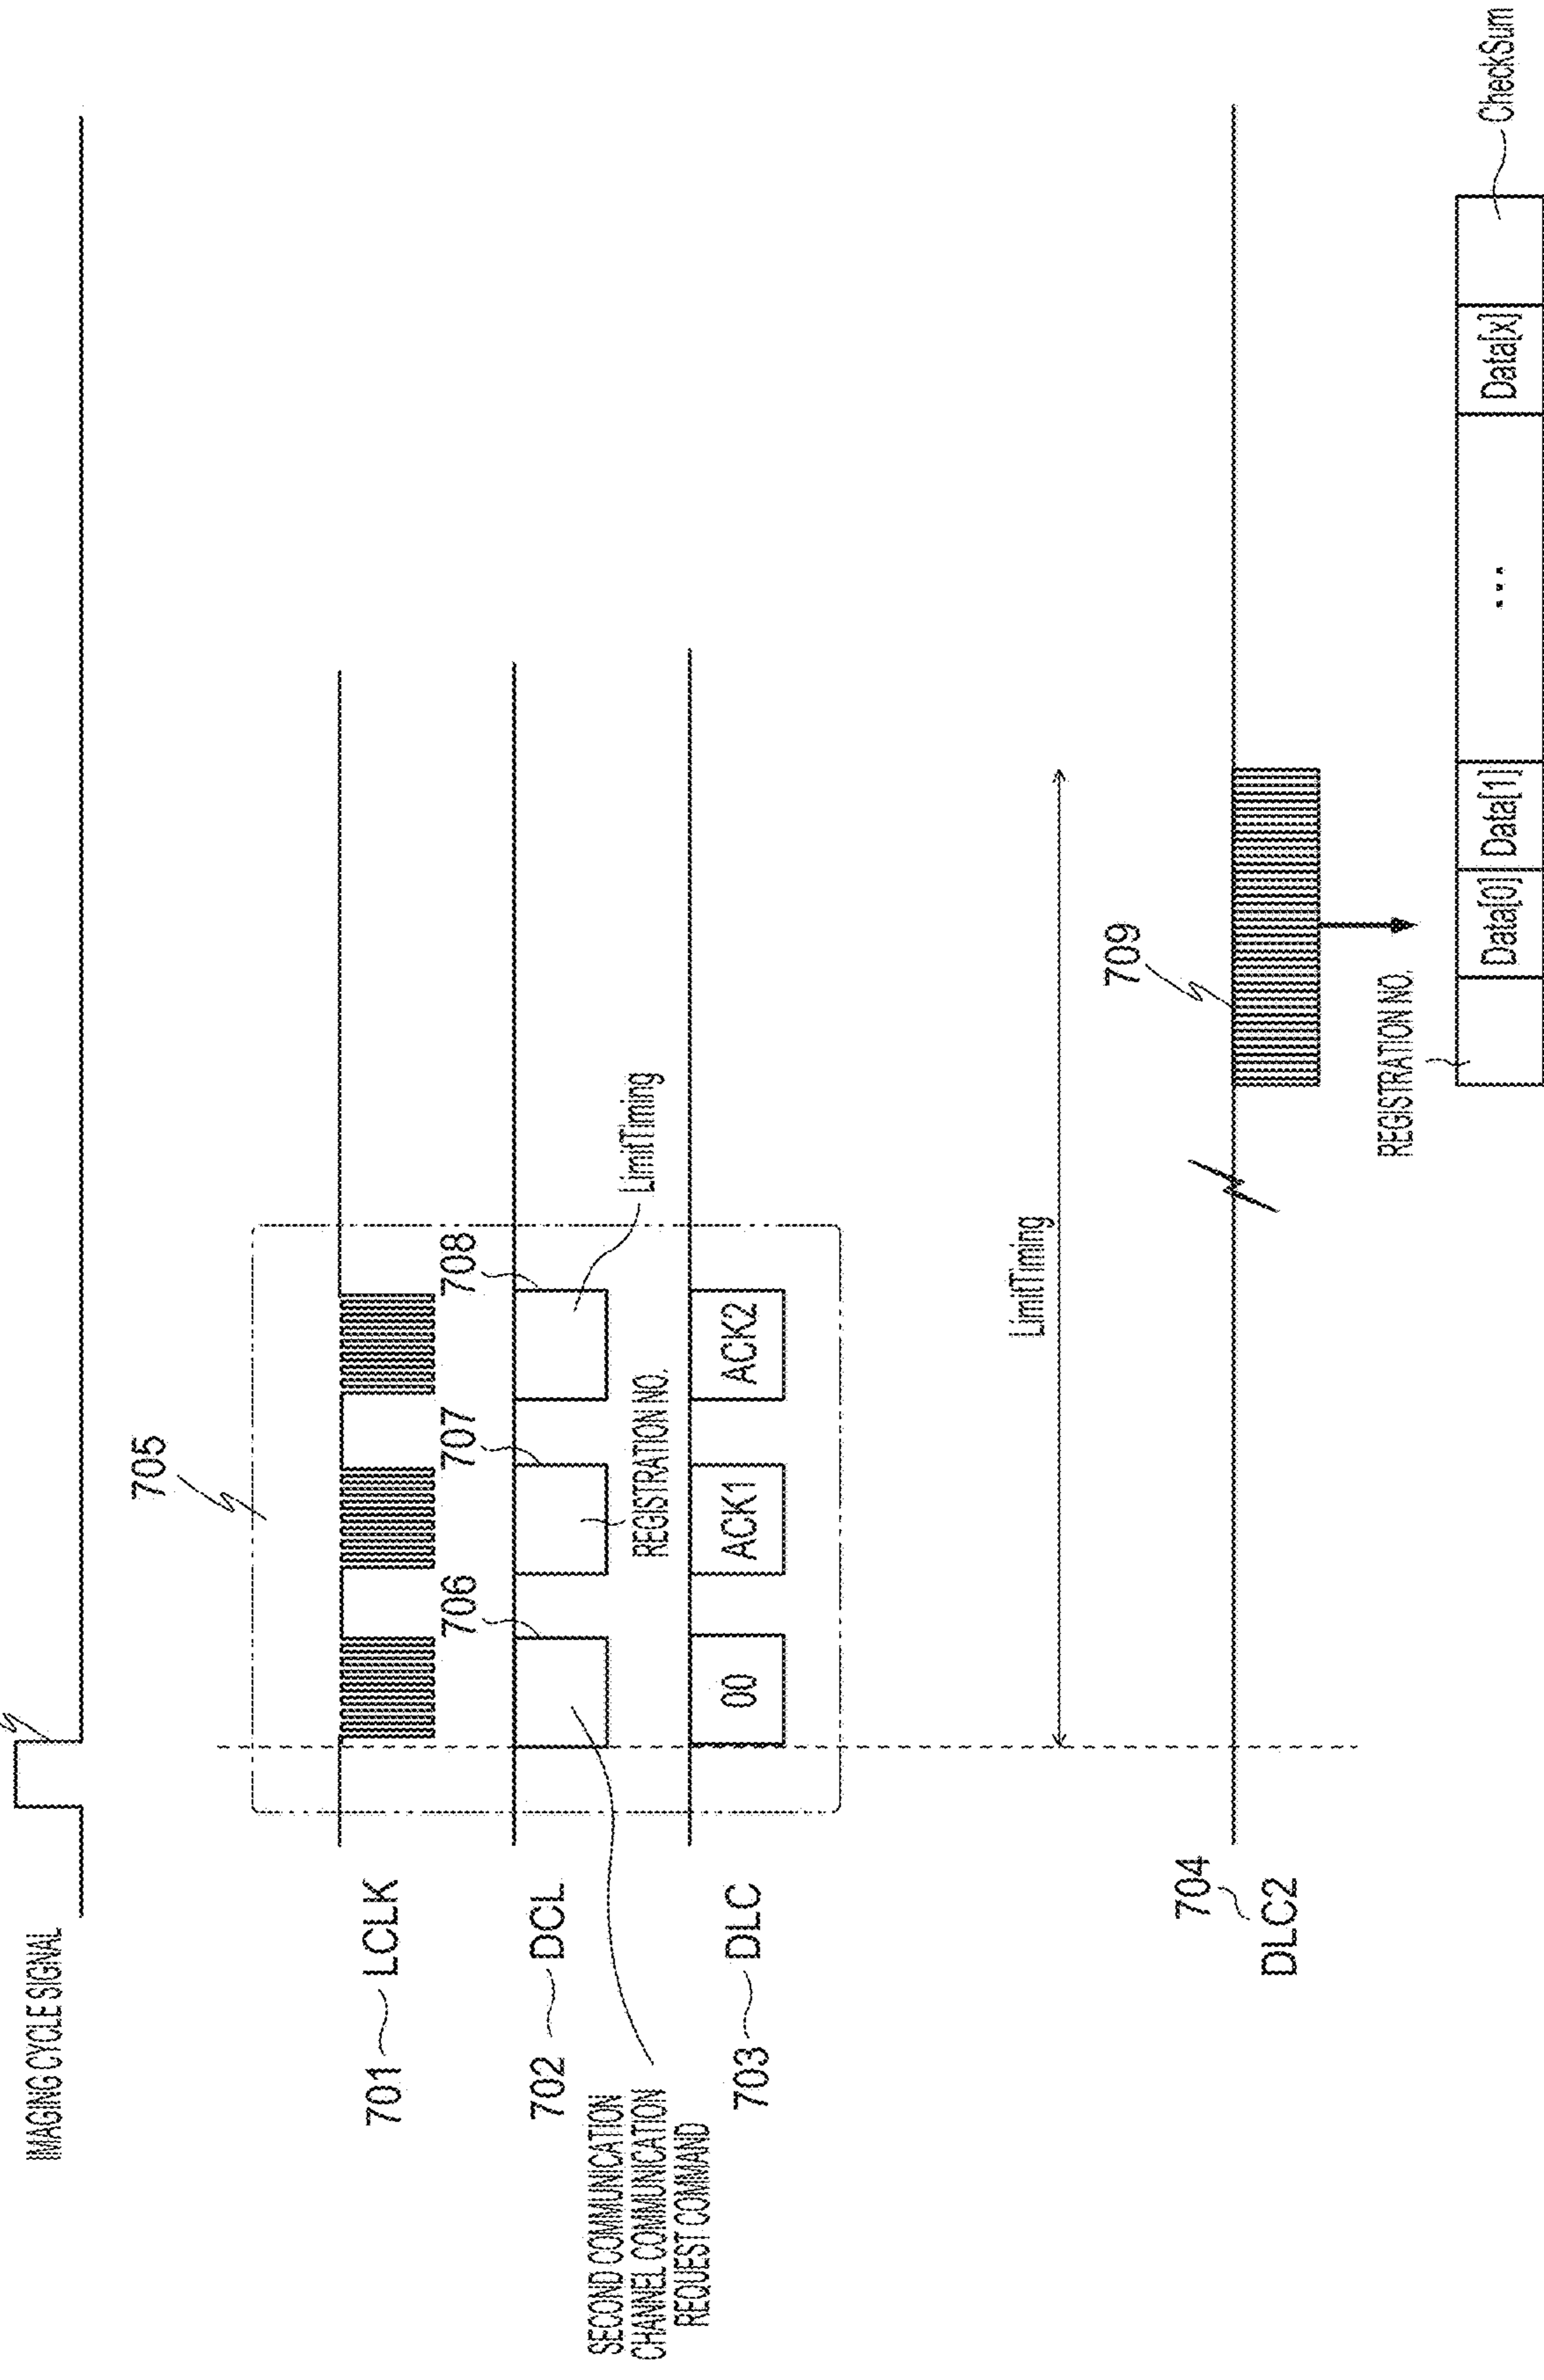 IMAGING CYCLE SIGNAL
705
701 LCLK
706
707
708
702 DCL
LimitTiming
SECOND COMMUNICATION
CHANNEL COMMUNICATION
REQUEST COMMAND
REGISTRATION NO.
703 DLC
00
ACK1
ACK2
LimitTiming
709
704
DLC2
REGISTRATION NO.
Data[0]
Data[1]
...
Data[x]
CheckSum